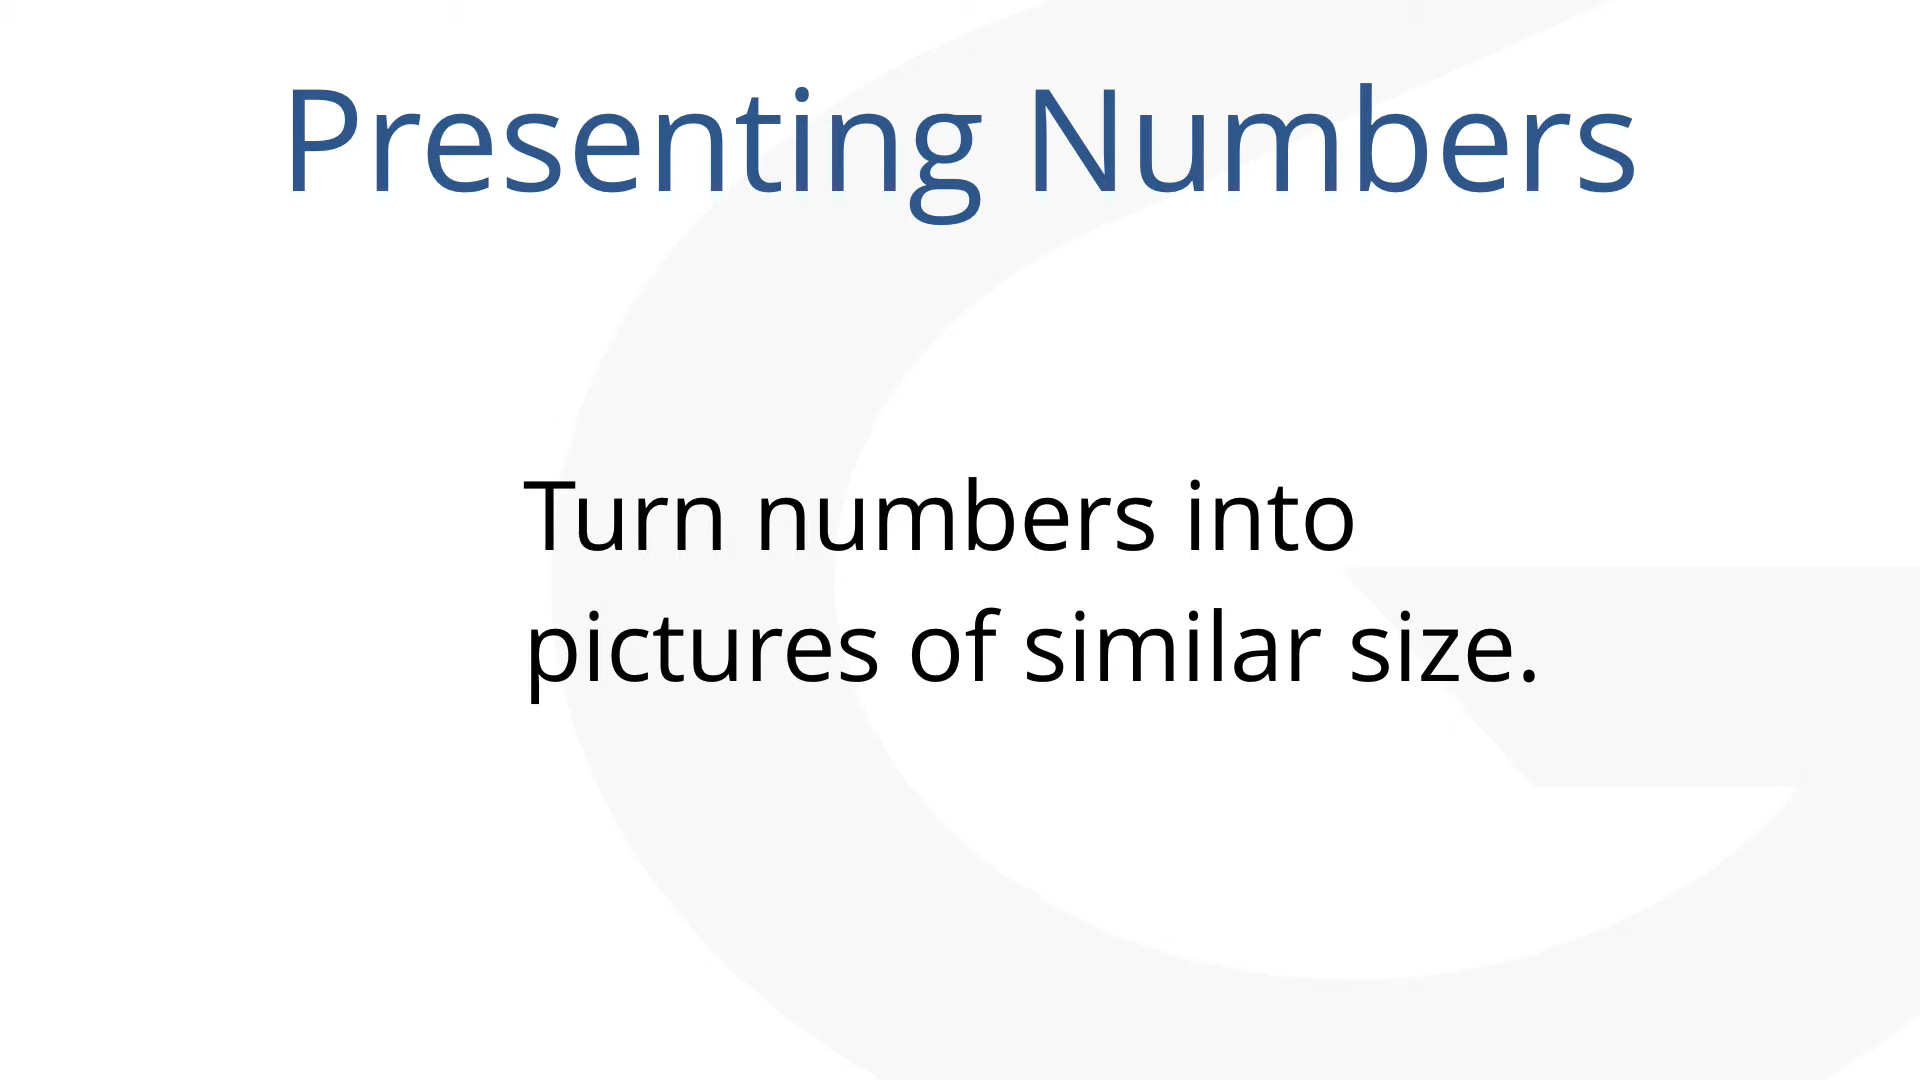 Presenting Numbers
Turn numbers into
pictures of similar size.